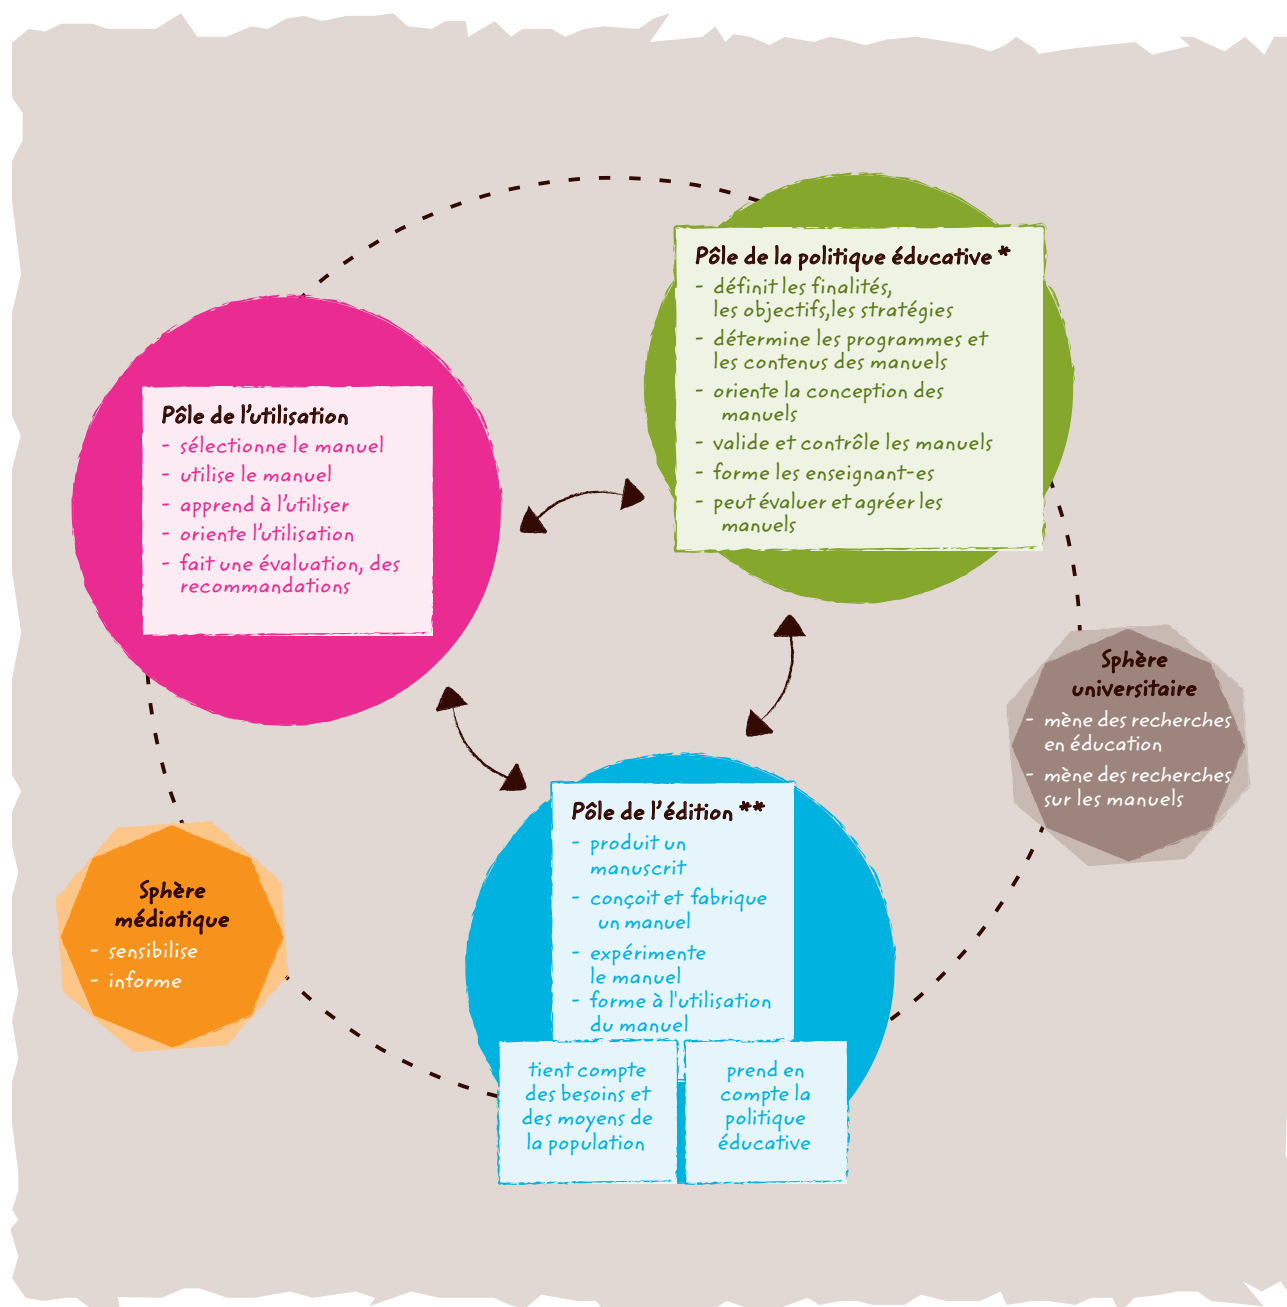 Pôle de la politique éducative *
- définit les finalités,
les objectifs,les stratégies
- détermine les programmes et
les contenus des manuels
- oriente la conception des
manuels
- valide et contrôle les manuels
- forme les enseignant-es
- peut évaluer et agréer les
manuels
Pôle de l'utilisation
- sélectionne le manuel
- utilise le manuel
- apprend à l'utiliser
- oriente l'utilisation
- fait une évaluation, des
recommandations
Sphère
universitaire
- mène des recherches
en éducation
- mène des recherches
sur les manuels
Pôle de l'édition **
- produit un
manuscrit
- conçoit et fabrique
un manuel
- expérimente
le manuel
- forme à l'utilisation
du manuel
tient compte
des besoins et
des moyens de
la population
prend en
compte la
politique
éducative
Sphère
médiatique
- sensibilise
- informe